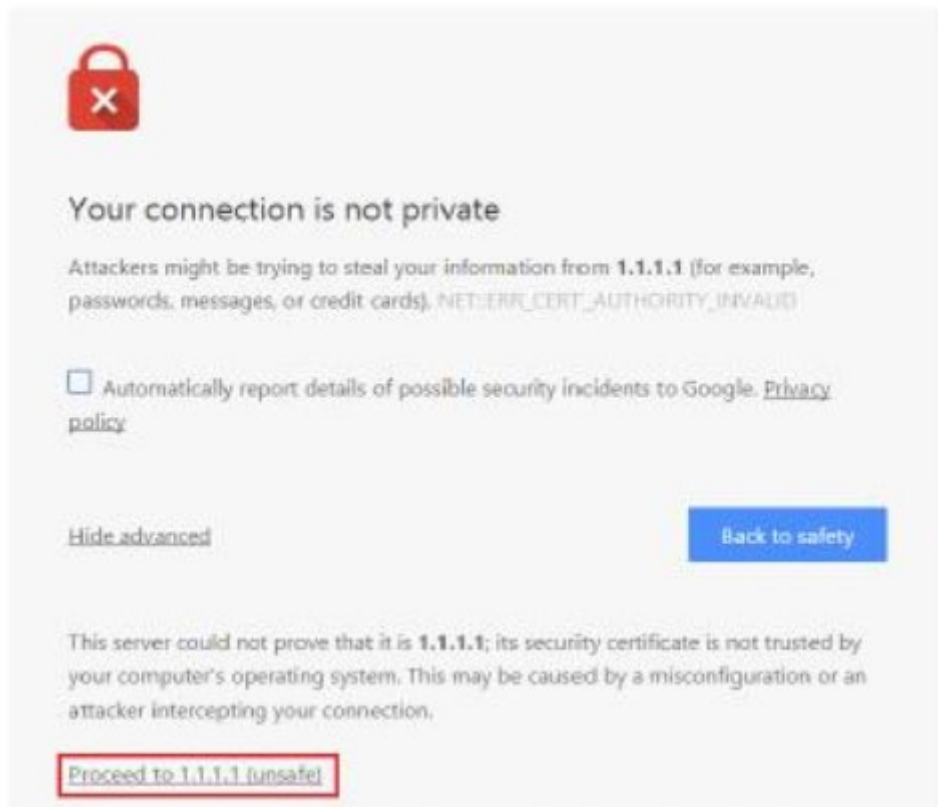 Your connection is not private
Attackers might be trying to steal your information from 1.1.1.1 (for example,
passwords, messages, or credit cards). NET::ERR_CERT_AUTHORITY_INVALID
Automatically report details of possible security incidents to Google. Privacy
policy
Hide advanced
Back to safety
This server could not prove that it is 1.1.1.1; its security certificate is not trusted by
your computer's operating system. This may be caused by a misconfiguration or an
attacker intercepting your connection.
Proceed to 1.1.1.1 (unsafe)